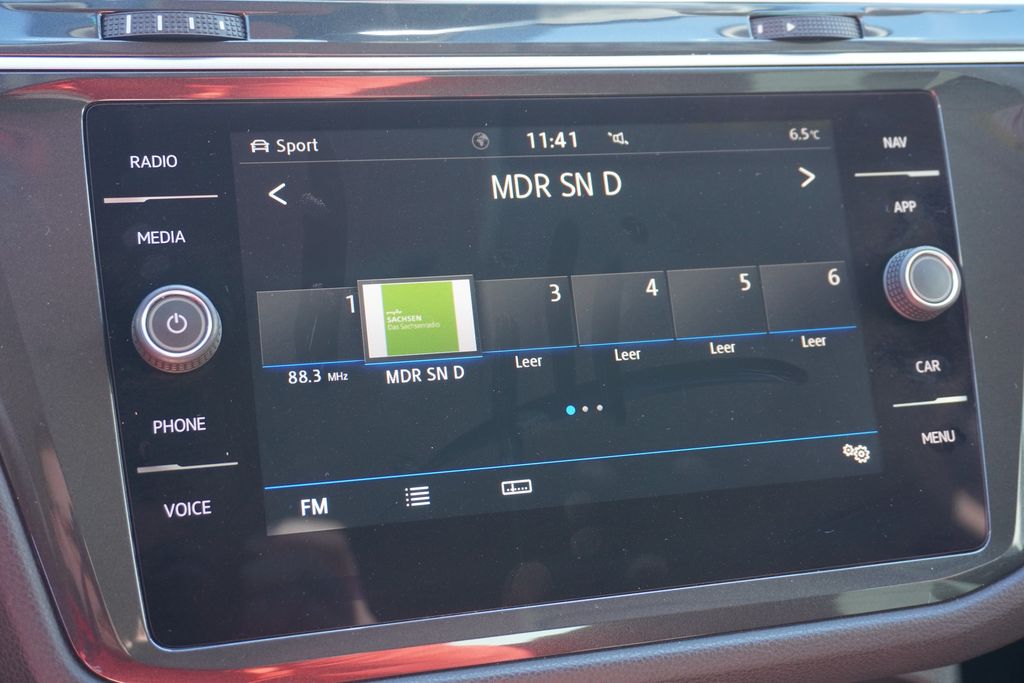 RADIO
MEDIA
PHONE
VOICE
Sport
11:41
6.5°C
MDR SN D
1
3
4
5
6
mdr
SACHSEN
Das Sachsenradio
88.3 MHz
MDR SN D
Leer
Leer
Leer
Leer
FM
NAV
APP
CAR
MENU